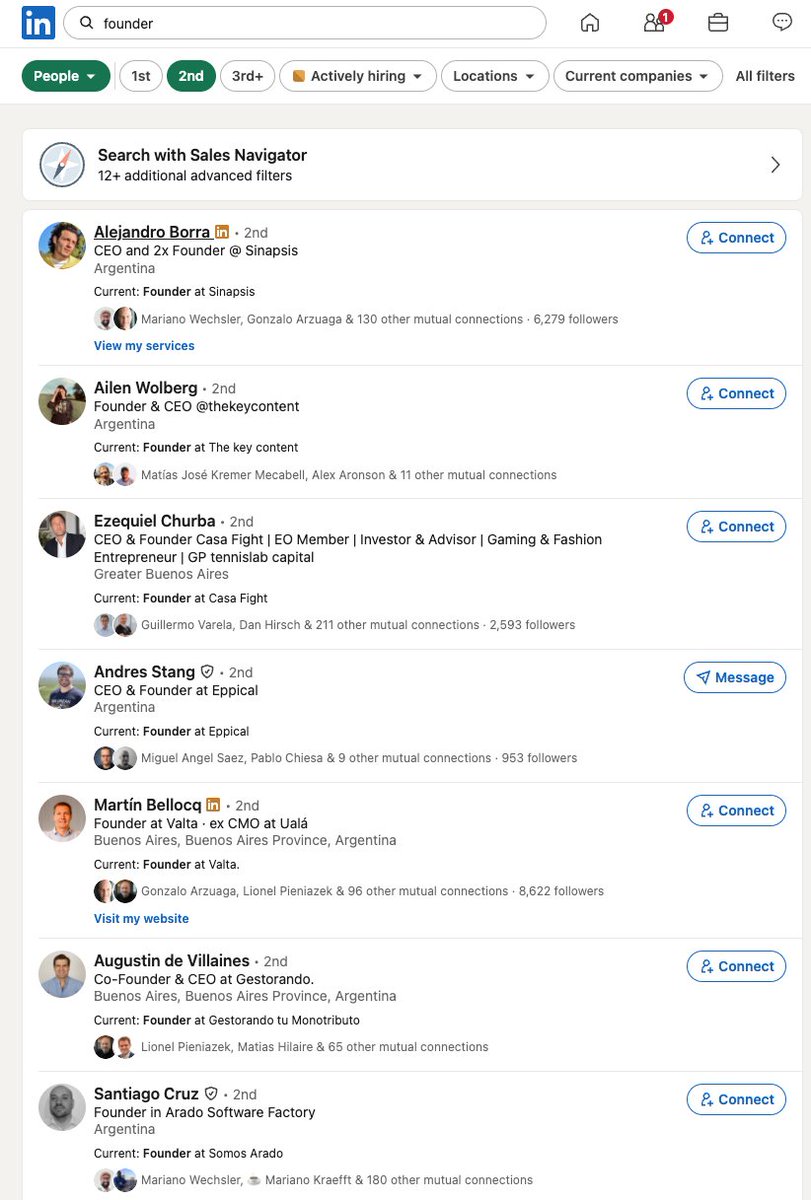 in
founder
1
People
1st
2nd
3rd+
Actively hiring
Locations
Current companies
All filters
Search with Sales Navigator
12+ additional advanced filters
Alejandro Borra in • 2nd
Connect
CEO and 2x Founder @ Sinapsis
Argentina
Current: Founder at Sinapsis
Mariano Wechsler, Gonzalo Arzuaga & 130 other mutual connections · 6,279 followers
View my services
Ailen Wolberg • 2nd
Connect
Founder & CEO @thekeycontent
Argentina
Current: Founder at The key content
Matías José Kremer Mecabell, Alex Aronson & 11 other mutual connections
Ezequiel Churba • 2nd
Connect
CEO & Founder Casa Fight | EO Member | Investor & Advisor | Gaming & Fashion
Entrepreneur | GP tennislab capital
Greater Buenos Aires
Current: Founder at Casa Fight
Guillermo Varela, Dan Hirsch & 211 other mutual connections · 2,593 followers
Andres Stang • 2nd
Message
CEO & Founder at Eppical
Argentina
Current: Founder at Eppical
Miguel Angel Saez, Pablo Chiesa & 9 other mutual connections · 953 followers
Martín Bellocq in • 2nd
Connect
Founder at Valta · ex CMO at Ualá
Buenos Aires, Buenos Aires Province, Argentina
Current: Founder at Valta.
Gonzalo Arzuaga, Lionel Pieniazek & 96 other mutual connections · 8,622 followers
Visit my website
Augustin de Villaines • 2nd
Connect
Co-Founder & CEO at Gestorando.
Buenos Aires, Buenos Aires Province, Argentina
Current: Founder at Gestorando tu Monotributo
Lionel Pieniazek, Matias Hilaire & 65 other mutual connections
Santiago Cruz • 2nd
Connect
Founder in Arado Software Factory
Argentina
Current: Founder at Somos Arado
Mariano Wechsler, ☕ Mariano Kraefft & 180 other mutual connections